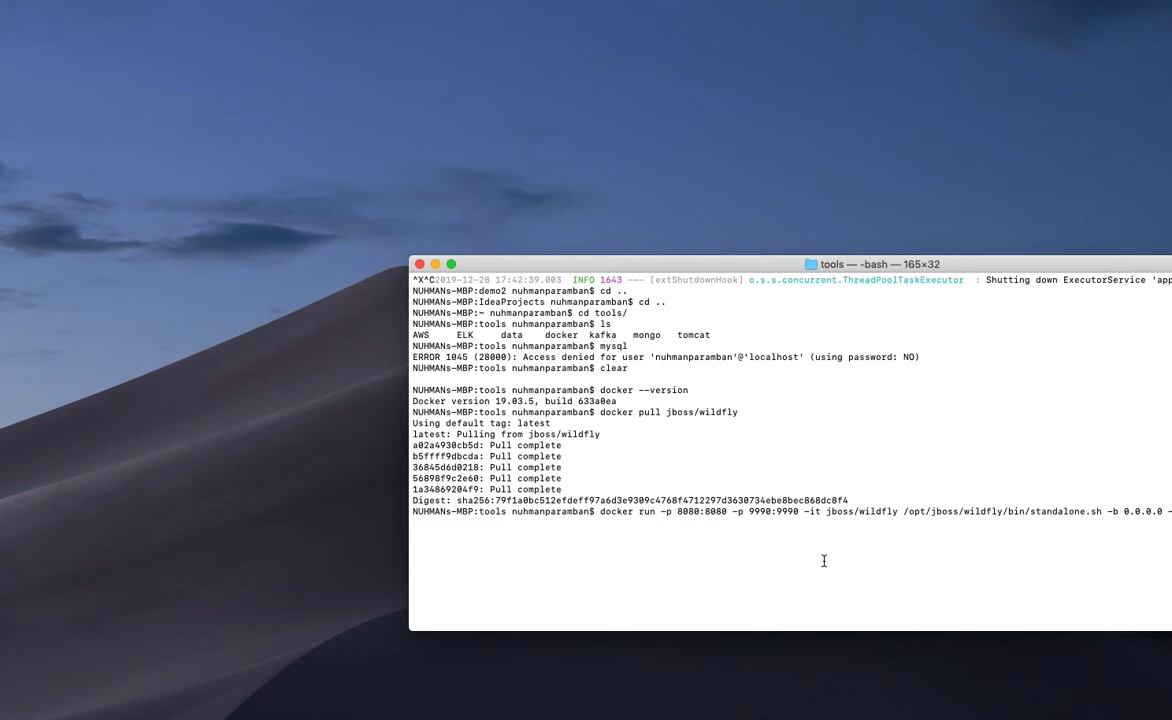 tools — -bash — 165×32
^X^C2019-12-28 17:42:39.003  INFO 1643 --- [extShutdownHook] o.s.s.concurrent.ThreadPoolTaskExecutor  : Shutting down ExecutorService 'app
NUHMANs-MBP:demo2 nuhmanparamban$ cd ..
NUHMANs-MBP:IdeaProjects nuhmanparamban$ cd ..
NUHMANs-MBP:~ nuhmanparamban$ cd tools/
NUHMANs-MBP:tools nuhmanparamban$ ls
AWS ELK data docker kafka mongo tomcat
NUHMANs-MBP:tools nuhmanparamban$ mysql
ERROR 1045 (28000): Access denied for user 'nuhmanparamban'@'localhost' (using password: NO)
NUHMANs-MBP:tools nuhmanparamban$ clear
NUHMANs-MBP:tools nuhmanparamban$ docker --version
Docker version 19.03.5, build 633a0ea
NUHMANs-MBP:tools nuhmanparamban$ docker pull jboss/wildfly
Using default tag: latest
latest: Pulling from jboss/wildfly
a02a4930cb5d: Pull complete
b5ffff9dbcda: Pull complete
36845d6d0218: Pull complete
56898f9c2e60: Pull complete
1a34869204f9: Pull complete
Digest: sha256:79f1a0bc512efdeff97a6d3e9309c4768f4712297d3630734ebe8bec868dc8f4
NUHMANs-MBP:tools nuhmanparamban$ docker run -p 8080:8080 -p 9990:9990 -it jboss/wildfly /opt/jboss/wildfly/bin/standalone.sh -b 0.0.0.0 -